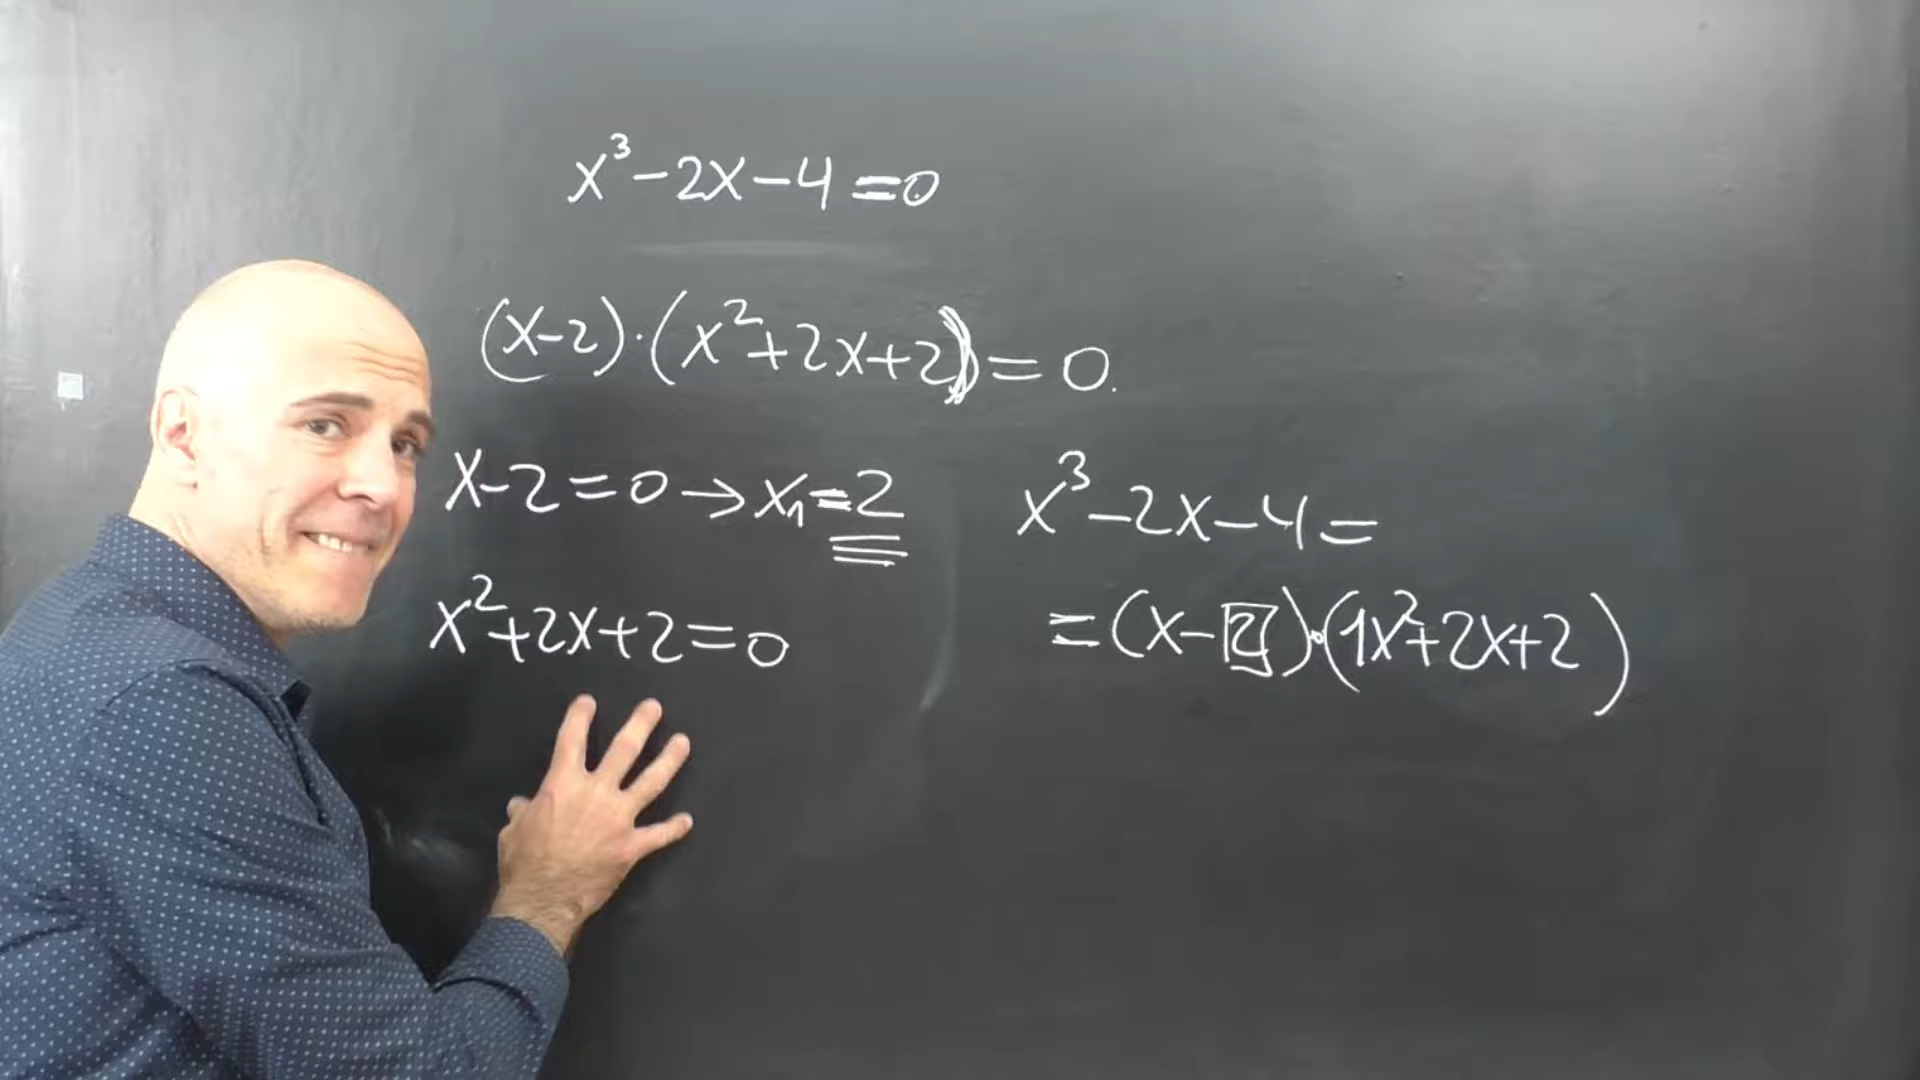 x³-2x-4=0
(x-2)·(x²+2x+2)=0.
x-2=0→x₁=2
x²+2x+2=0
x³-2x-4=
=(x-2)·(1x²+2x+2)